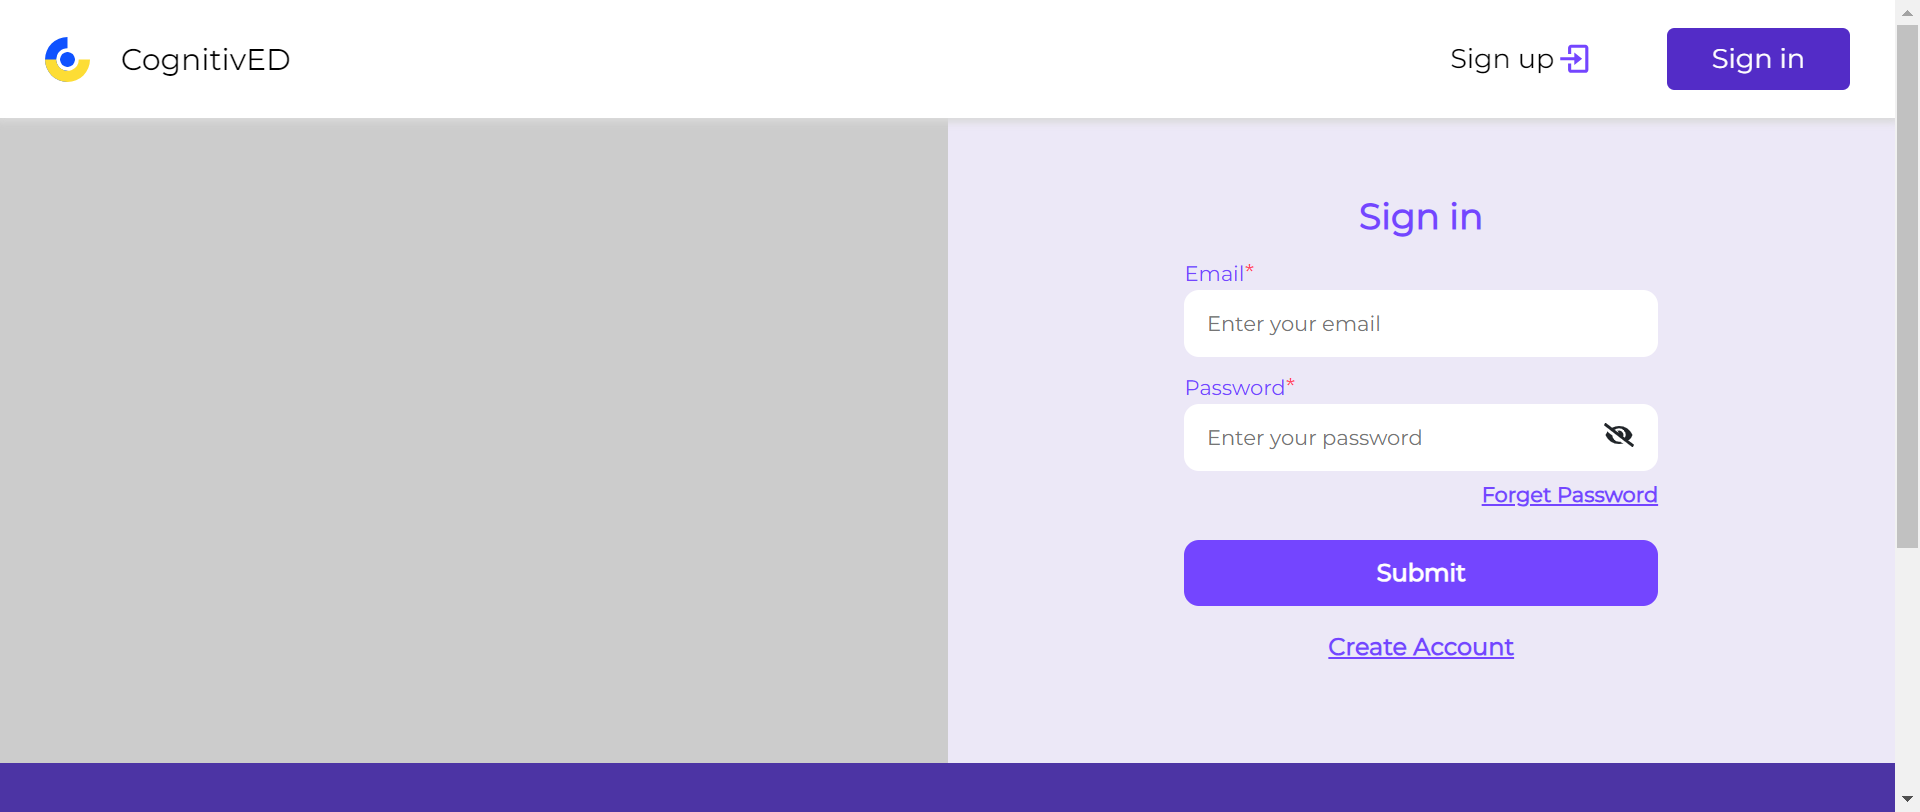 CognitivED
Sign up
Sign in
Sign in
Email*
Enter your email
Password*
Enter your password
Forget Password
Submit
Create Account